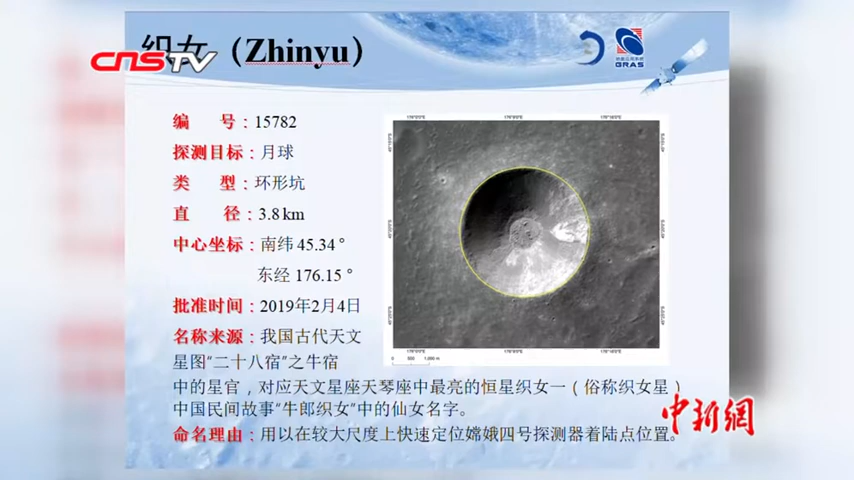 织女（Zhinyu）
CNSTV
GRAS
编 号：15782
探测目标：月球
类 型：环形坑
直 径：3.8 km
中心坐标：南纬 45.34 °
东经 176.15 °
批准时间：2019年2月4日
名称来源：我国古代天文
星图“二十八宿”之牛宿
中的星官，对应天文星座天琴座中最亮的恒星织女一（俗称织女星）
中国民间故事“牛郎织女”中的仙女名字。
命名理由：用以在较大尺度上快速定位嫦娥四号探测器着陆点位置。
中新網